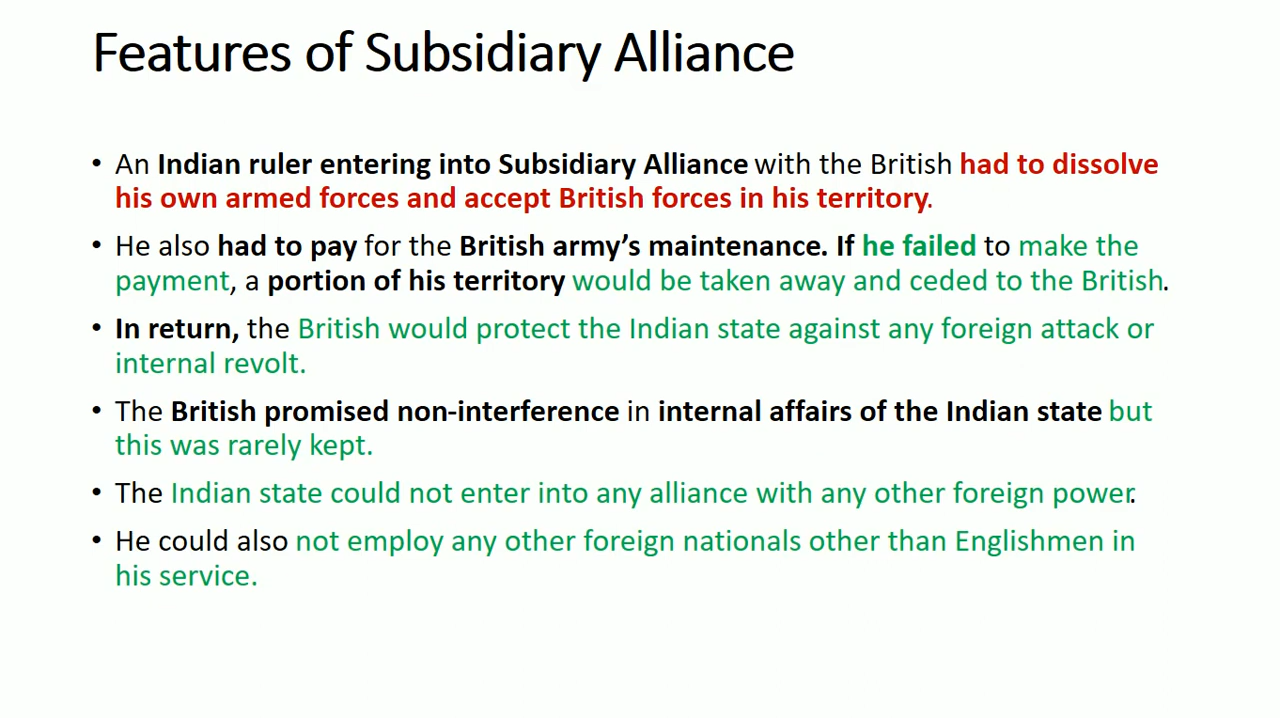 Features of Subsidiary Alliance
• An Indian ruler entering into Subsidiary Alliance with the British had to dissolve
his own armed forces and accept British forces in his territory.
• He also had to pay for the British army’s maintenance. If he failed to make the
payment, a portion of his territory would be taken away and ceded to the British.
• In return, the British would protect the Indian state against any foreign attack or
internal revolt.
• The British promised non-interference in internal affairs of the Indian state but
this was rarely kept.
• The Indian state could not enter into any alliance with any other foreign power.
• He could also not employ any other foreign nationals other than Englishmen in
his service.